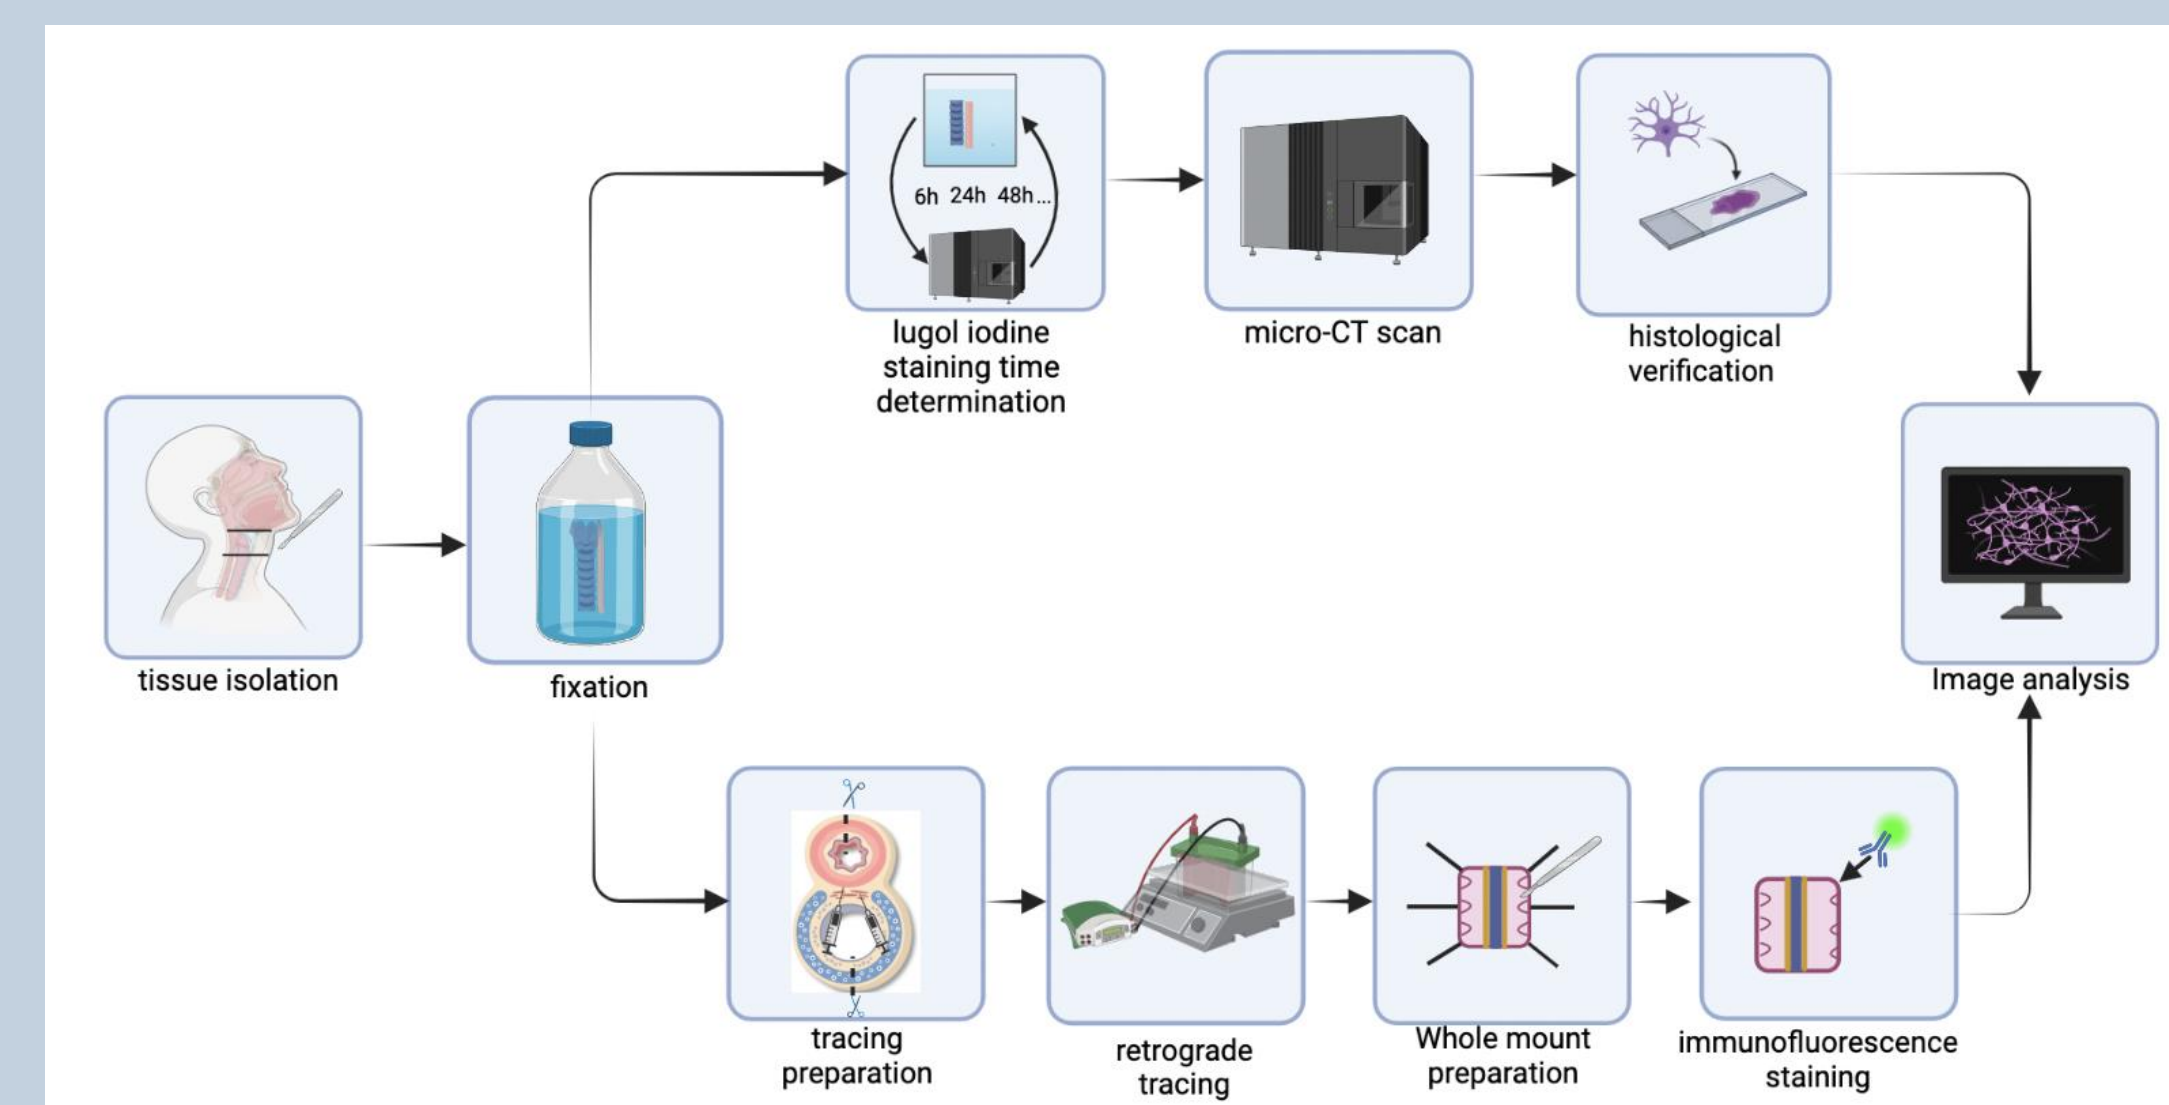 6h 24h 48h...
lugol iodine
staining time
determination
micro-CT scan
histological
verification
tissue isolation
fixation
Image analysis
tracing
preparation
retrograde
tracing
Whole mount
preparation
immunofluorescence
staining